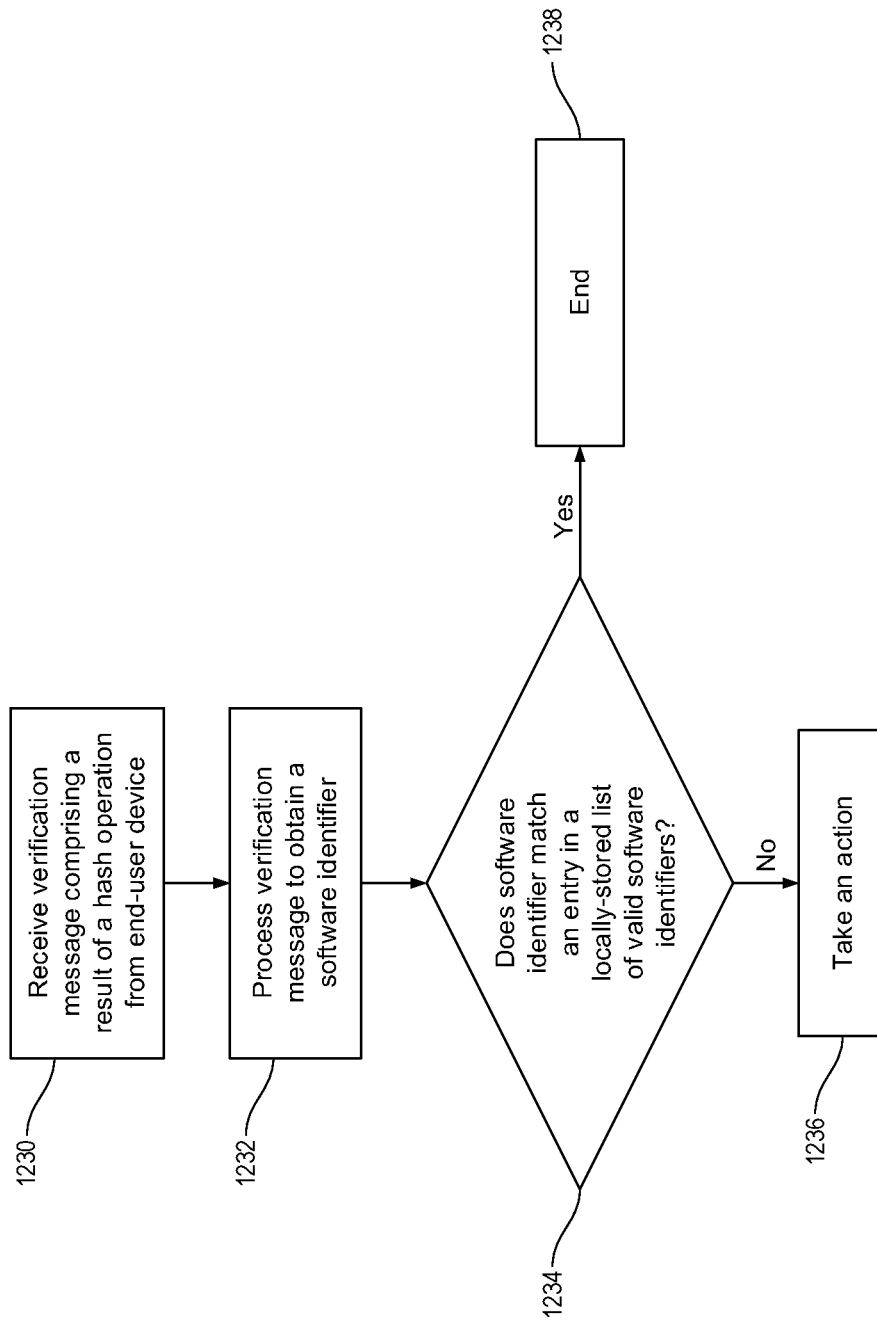 1230
Receive verification
message comprising a
result of a hash operation
from end-user device
1232
Process verification
message to obtain a
software identifier
1234
Does software
identifier match
an entry in a
locally-stored list
of valid software
identifiers?
Yes
End
1238
No
1236
Take an action